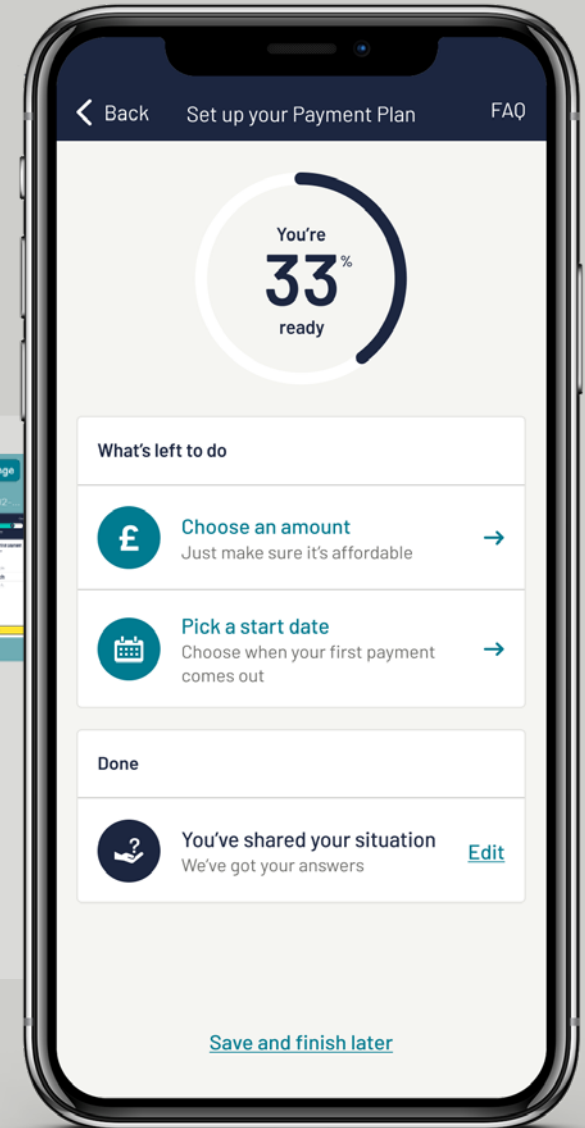 Back Set up your Payment Plan FAQ
You're
33%
ready
What's left to do
£ Choose an amount
Just make sure it's affordable
Pick a start date
Choose when your first payment
comes out
Done
? You've shared your situation
We've got your answers
Edit
Save and finish later